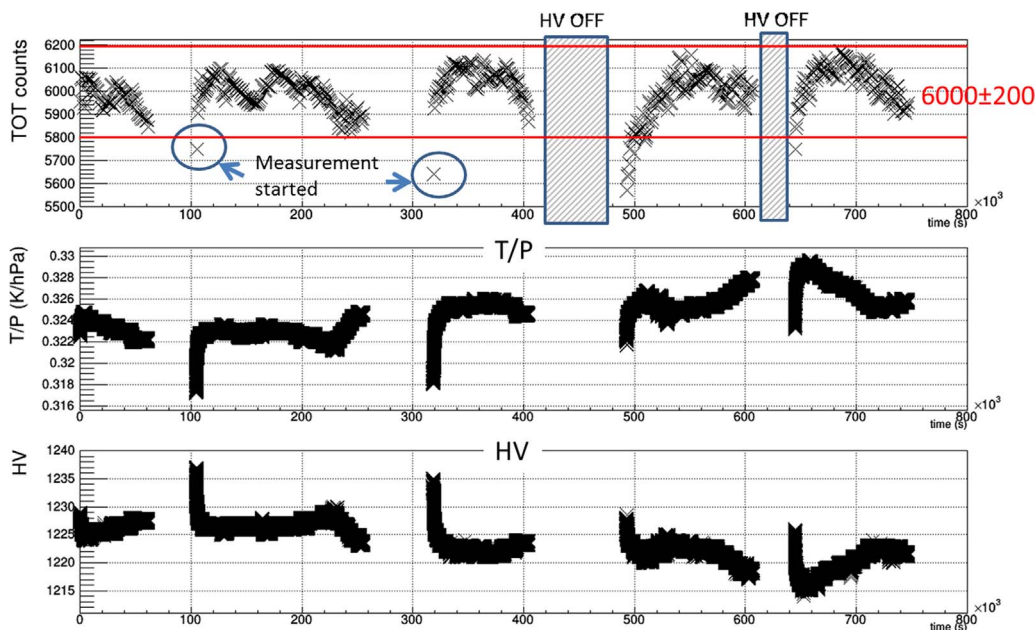 HV OFF HV OFF
TOT counts
6200
6100
6000
5900
5800
5700
5600
5500
6000±200
Measurement
started
0 100 200 300 400 500 600 700 800
×10³
time (s)
T/P
T/P (K/hPa)
0.33
0.328
0.326
0.324
0.322
0.32
0.318
0.316
0 100 200 300 400 500 600 700 800
×10³
time (s)
HV
HV
1240
1235
1230
1225
1220
1215
0 100 200 300 400 500 600 700 800
×10³
time (s)